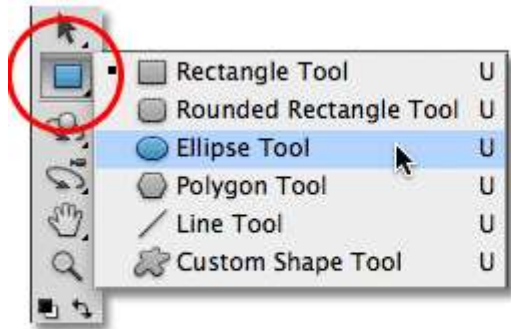 Rectangle Tool U
Rounded Rectangle Tool U
Ellipse Tool U
Polygon Tool U
Line Tool U
Custom Shape Tool U